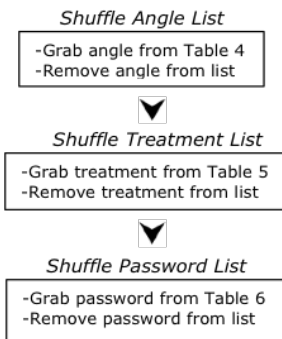 Shuffle Angle List
-Grab angle from Table 4
-Remove angle from list
Shuffle Treatment List
-Grab treatment from Table 5
-Remove treatment from list
Shuffle Password List
-Grab password from Table 6
-Remove password from list